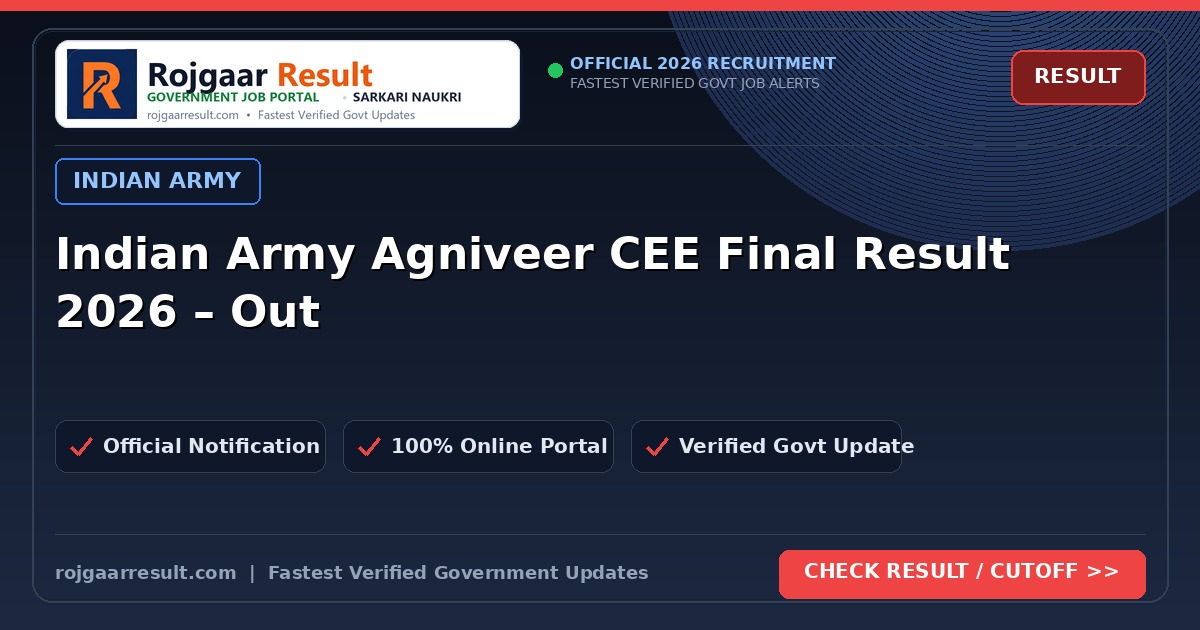 Rojgaar Result
GOVERNMENT JOB PORTAL • SARKARI NAUKRI
rojgaarresult.com • Fastest Verified Govt Updates
OFFICIAL 2026 RECRUITMENT
FASTEST VERIFIED GOVT JOB ALERTS
RESULT
INDIAN ARMY
Indian Army Agniveer CEE Final Result
2026 – Out
Official Notification
100% Online Portal
Verified Govt Update
rojgaarresult.com | Fastest Verified Government Updates
CHECK RESULT / CUTOFF >>